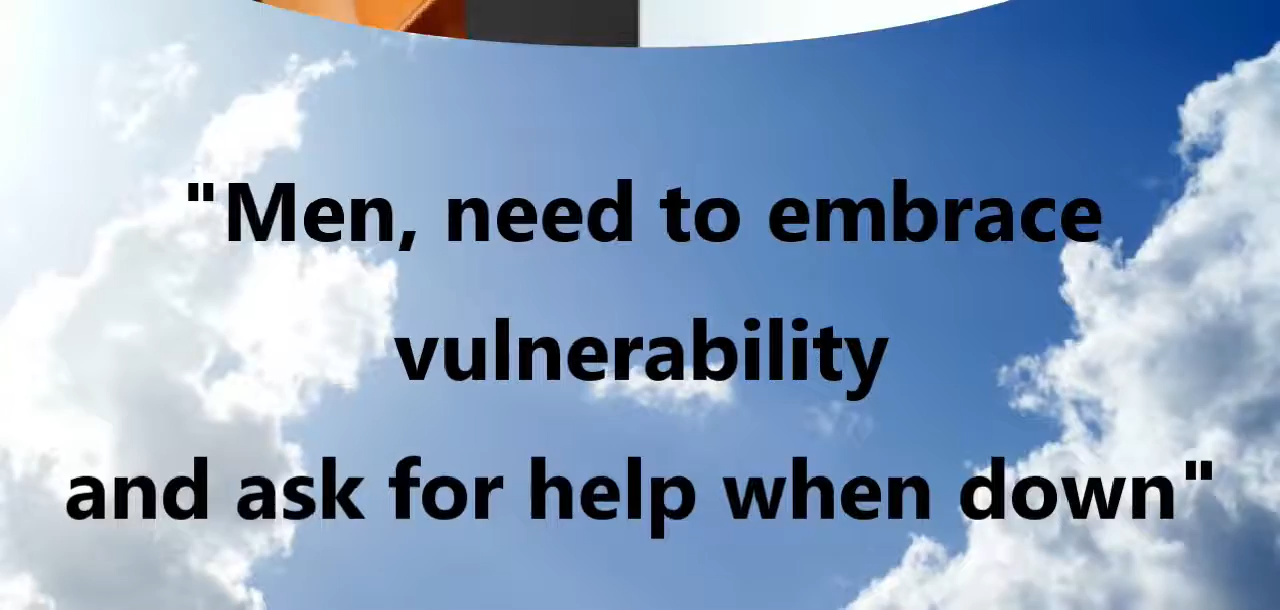 "Men, need to embrace
vulnerability
and ask for help when down"